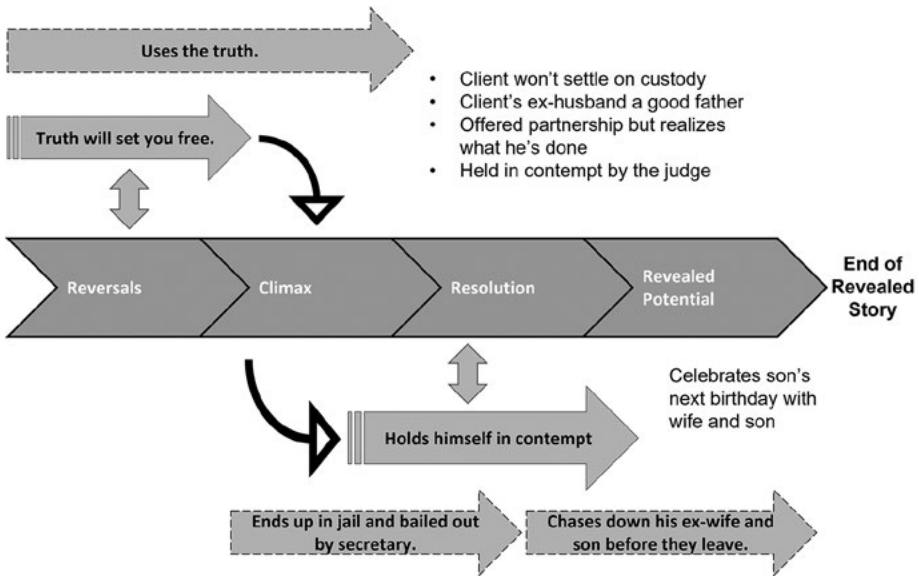 Uses the truth.
• Client won't settle on custody
• Client's ex-husband a good father
• Offered partnership but realizes
what he's done
• Held in contempt by the judge
Truth will set you free.
Reversals
Climax
Resolution
Revealed
Potential
End of
Revealed
Story
Celebrates son's
next birthday with
wife and son
Holds himself in contempt
Ends up in jail and bailed out
by secretary.
Chases down his ex-wife and
son before they leave.